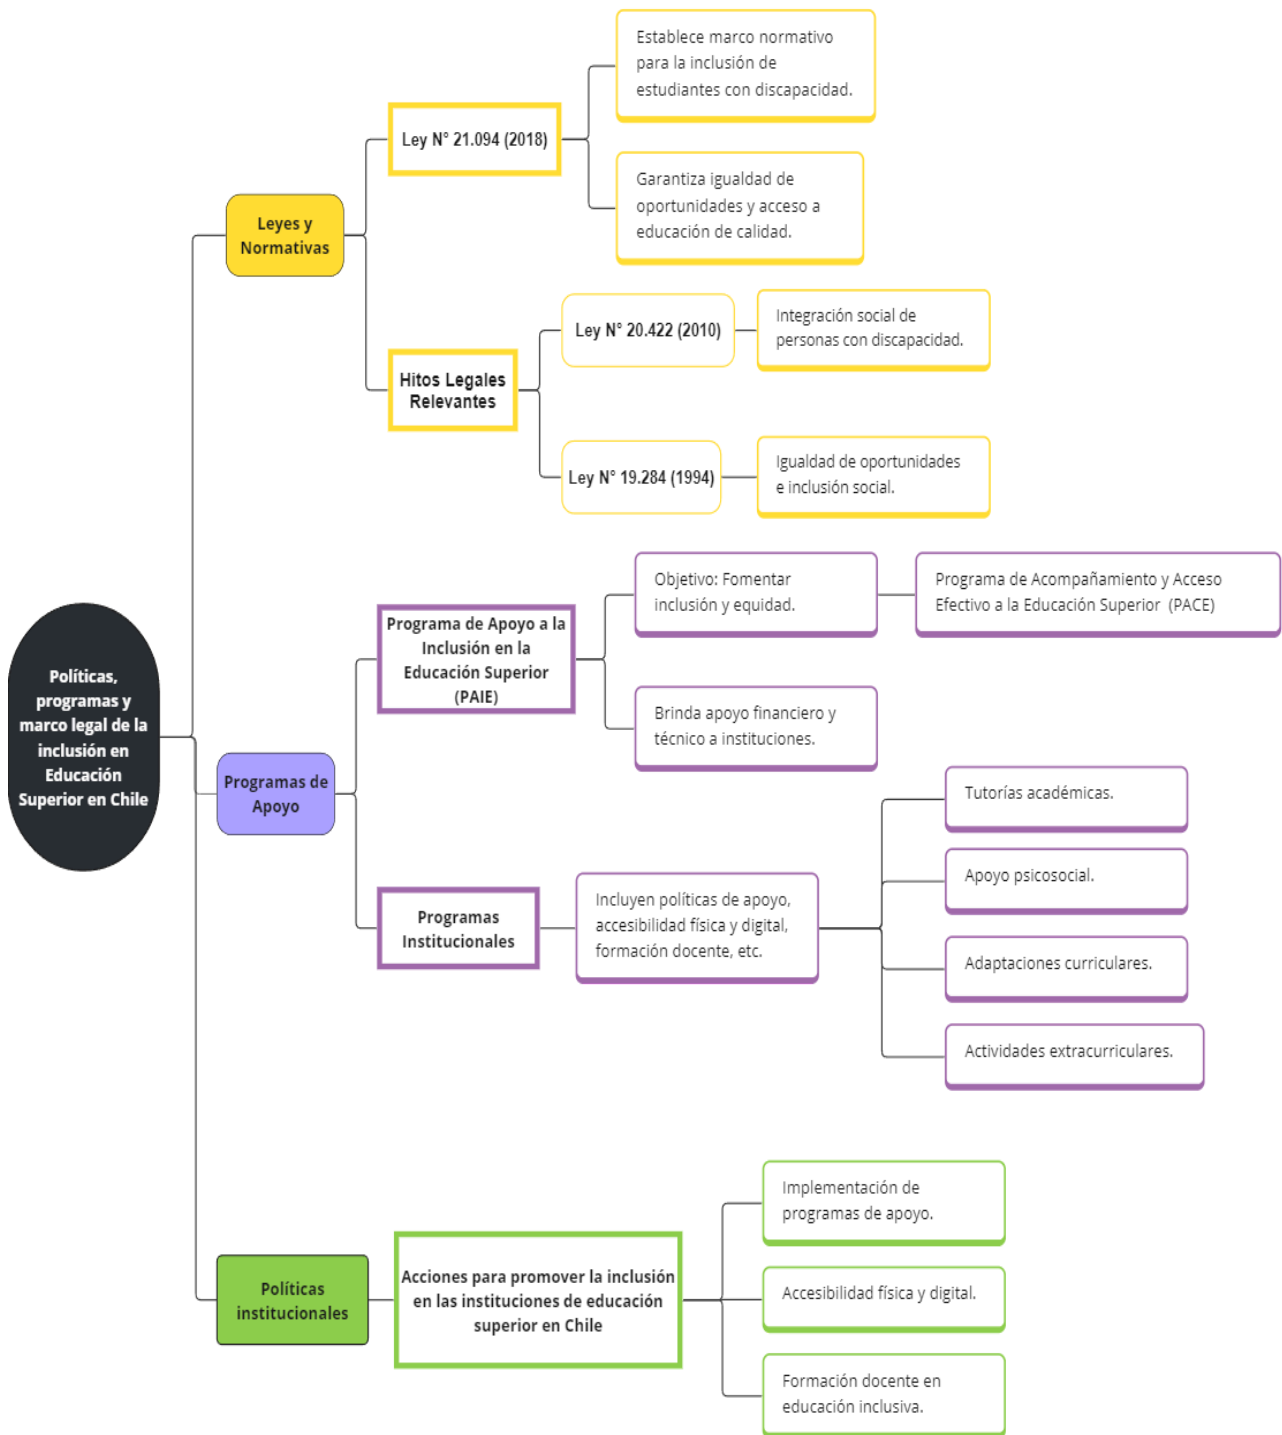 Políticas,
programas y
marco legal de la
inclusión en
Educación
Superior en Chile
Leyes y
Normativas
Ley N° 21.094 (2018)
Establece marco normativo
para la inclusión de
estudiantes con discapacidad.
Garantiza igualdad de
oportunidades y acceso a
educación de calidad.
Hitos Legales
Relevantes
Ley N° 20.422 (2010)
Integración social de
personas con discapacidad.
Ley N° 19.284 (1994)
Igualdad de oportunidades
e inclusión social.
Programas de
Apoyo
Programa de Apoyo a la
Inclusión en la
Educación Superior
(PAIE)
Objetivo: Fomentar
inclusión y equidad.
Programa de Acompañamiento y Acceso
Efectivo a la Educación Superior (PACE)
Brinda apoyo financiero y
técnico a instituciones.
Programas
Institucionales
Incluyen políticas de apoyo,
accesibilidad física y digital,
formación docente, etc.
Tutorías académicas.
Apoyo psicosocial.
Adaptaciones curriculares.
Actividades extracurriculares.
Políticas
institucionales
Acciones para promover la inclusión
en las instituciones de educación
superior en Chile
Implementación de
programas de apoyo.
Accesibilidad física y digital.
Formación docente en
educación inclusiva.